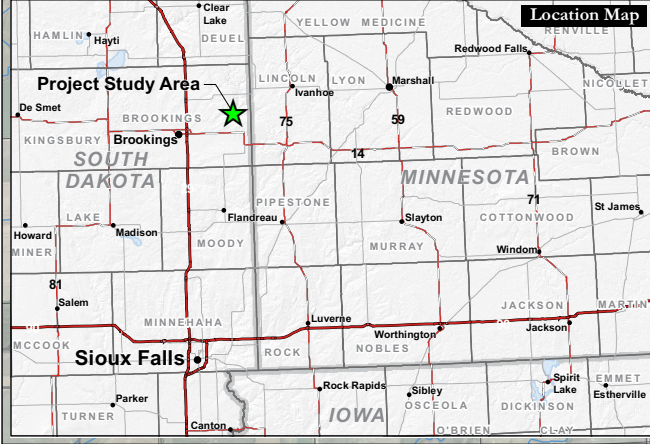 Location Map
Clear
Lake
YELLOW MEDICINE
RENVILLE
HAMLIN
Hayti
DEUEL
Redwood Falls
Project Study Area
LINCOLN
LYON
Marshall
Ivanhoe
NICOLLET
De Smet
BROOKINGS
75
59
REDWOOD
KINGSBURY
Brookings
14
BROWN
SOUTH
DAKOTA
MINNESOTA
PIPESTONE
71
LAKE
Flandreau
Slayton
COTTONWOOD
St James
Howard
Madison
MOODY
MURRAY
Windom
MINER
81
Salem
JACKSON
MARTIN
MINNEHAHA
Luverne
Worthington
Jackson
MCCOOK
Sioux Falls
ROCK
NOBLES
Rock Rapids
Sibley
Spirit
Lake
EMMET
Estherville
Parker
TURNER
IOWA
OSCEOLA
DICKINSON
Canton
O'BRIEN
CLAY